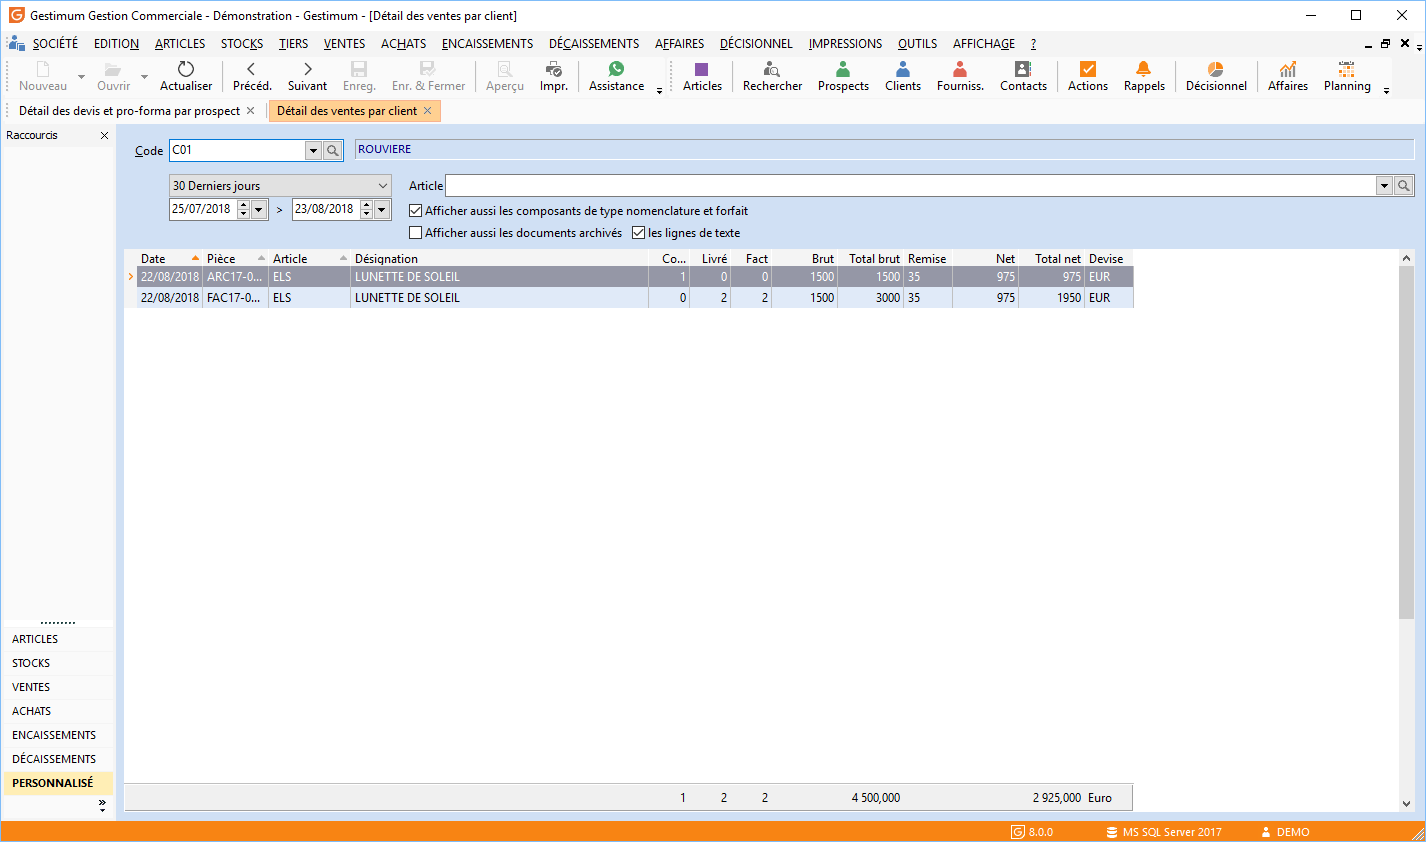 Gestimum Gestion Commerciale - Démonstration - Gestimum - [Détail des ventes par client]
SOCIÉTÉ EDITION ARTICLES STOCKS TIERS VENTES ACHATS ENCAISSEMENTS DÉCAISSEMENTS AFFAIRES DÉCISIONNEL IMPRESSIONS OUTILS AFFICHAGE ?
Nouveau Ouvrir Actualiser Précéd. Suivant Enreg. Enr. & Fermer Aperçu Impr. Assistance Articles Rechercher Prospects Clients Fourniss. Contacts Actions Rappels Décisionnel Affaires Planning
Détail des devis et pro-forma par prospect Détail des ventes par client
Raccourcis
Code C01 ROUVIERE
30 Derniers jours Article
25/07/2018 > 23/08/2018 Afficher aussi les composants de type nomenclature et forfait
Afficher aussi les documents archivés les lignes de texte
Date Pièce Article Désignation Co... Livré Fact Brut Total brut Remise Net Total net Devise
22/08/2018 ARC17-0... ELS LUNETTE DE SOLEIL 1 0 0 1500 1500 35 975 975 EUR
22/08/2018 FAC17-0... ELS LUNETTE DE SOLEIL 0 2 2 1500 3000 35 975 1950 EUR
ARTICLES
STOCKS
VENTES
ACHATS
ENCAISSEMENTS
DÉCAISSEMENTS
PERSONNALISÉ
1 2 2 4 500,000 2 925,000 Euro
8.0.0 MS SQL Server 2017 DEMO